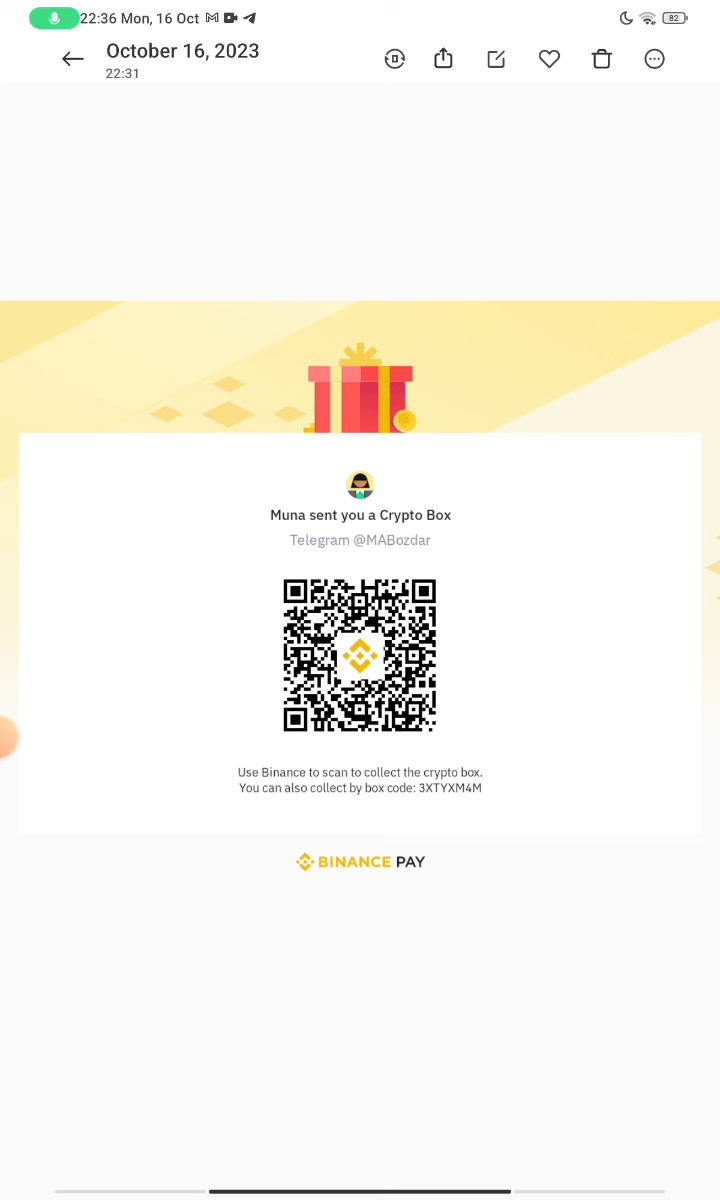 22:36 Mon, 16 Oct
82
October 16, 2023
22:31
Muna sent you a Crypto Box
Telegram @MABozdar
Use Binance to scan to collect the crypto box.
You can also collect by box code: 3XTYXM4M
BINANCE PAY